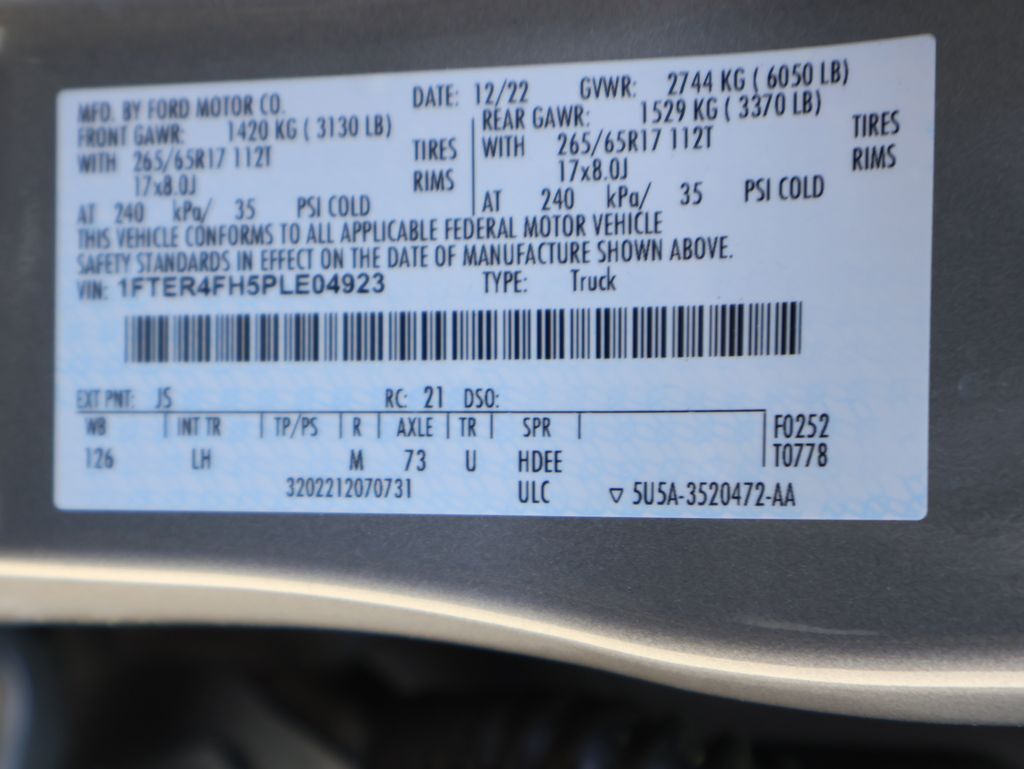 MFD. BY FORD MOTOR CO. DATE: 12/22 GVWR: 2744 KG ( 6050 LB)
FRONT GAWR: 1420 KG ( 3130 LB) REAR GAWR: 1529 KG ( 3370 LB)
WITH 265/65R17 112T TIRES WITH 265/65R17 112T TIRES
17x8.0J RIMS 17x8.0J RIMS
AT 240 kPa/ 35 PSI COLD AT 240 kPa/ 35 PSI COLD
THIS VEHICLE CONFORMS TO ALL APPLICABLE FEDERAL MOTOR VEHICLE
SAFETY STANDARDS IN EFFECT ON THE DATE OF MANUFACTURE SHOWN ABOVE.
VIN: 1FTER4FH5PLE04923 TYPE: Truck
EXT PNT: JS RC: 21 DSO:
WB INT TR TP/PS R AXLE TR SPR F0252
126 LH M 73 U HDEE T0778
3202212070731 ULC ▽ 5U5A-3520472-AA